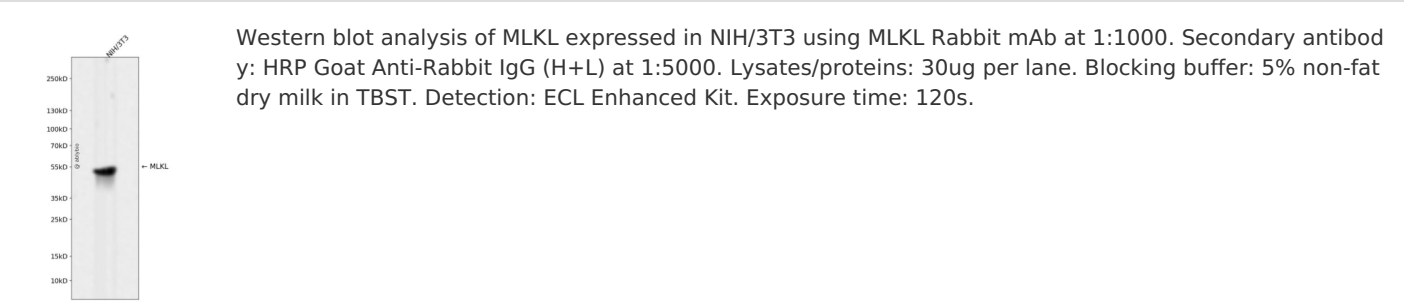 NIH/3T3
Western blot analysis of MLKL expressed in NIH/3T3 using MLKL Rabbit mAb at 1:1000. Secondary antibod
y: HRP Goat Anti-Rabbit IgG (H+L) at 1:5000. Lysates/proteins: 30ug per lane. Blocking buffer: 5% non-fat
dry milk in TBST. Detection: ECL Enhanced Kit. Exposure time: 120s.
250kD
130kD
100kD
70kD
55kD
← MLKL
35kD
25kD
15kD
10kD